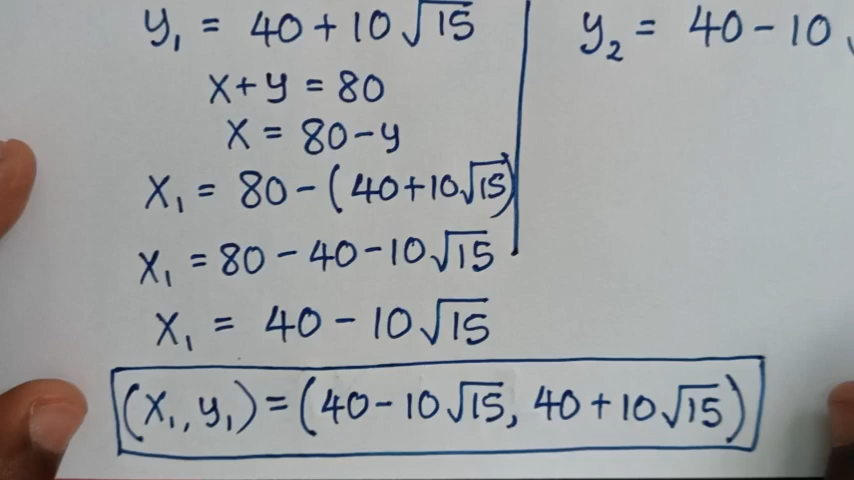 y₁ = 40 + 10√15
x + y = 80
x = 80 - y
x₁ = 80 - (40 + 10√15)
x₁ = 80 - 40 - 10√15
x₁ = 40 - 10√15
(x₁, y₁) = (40 - 10√15, 40 + 10√15)
y₂ = 40 - 10